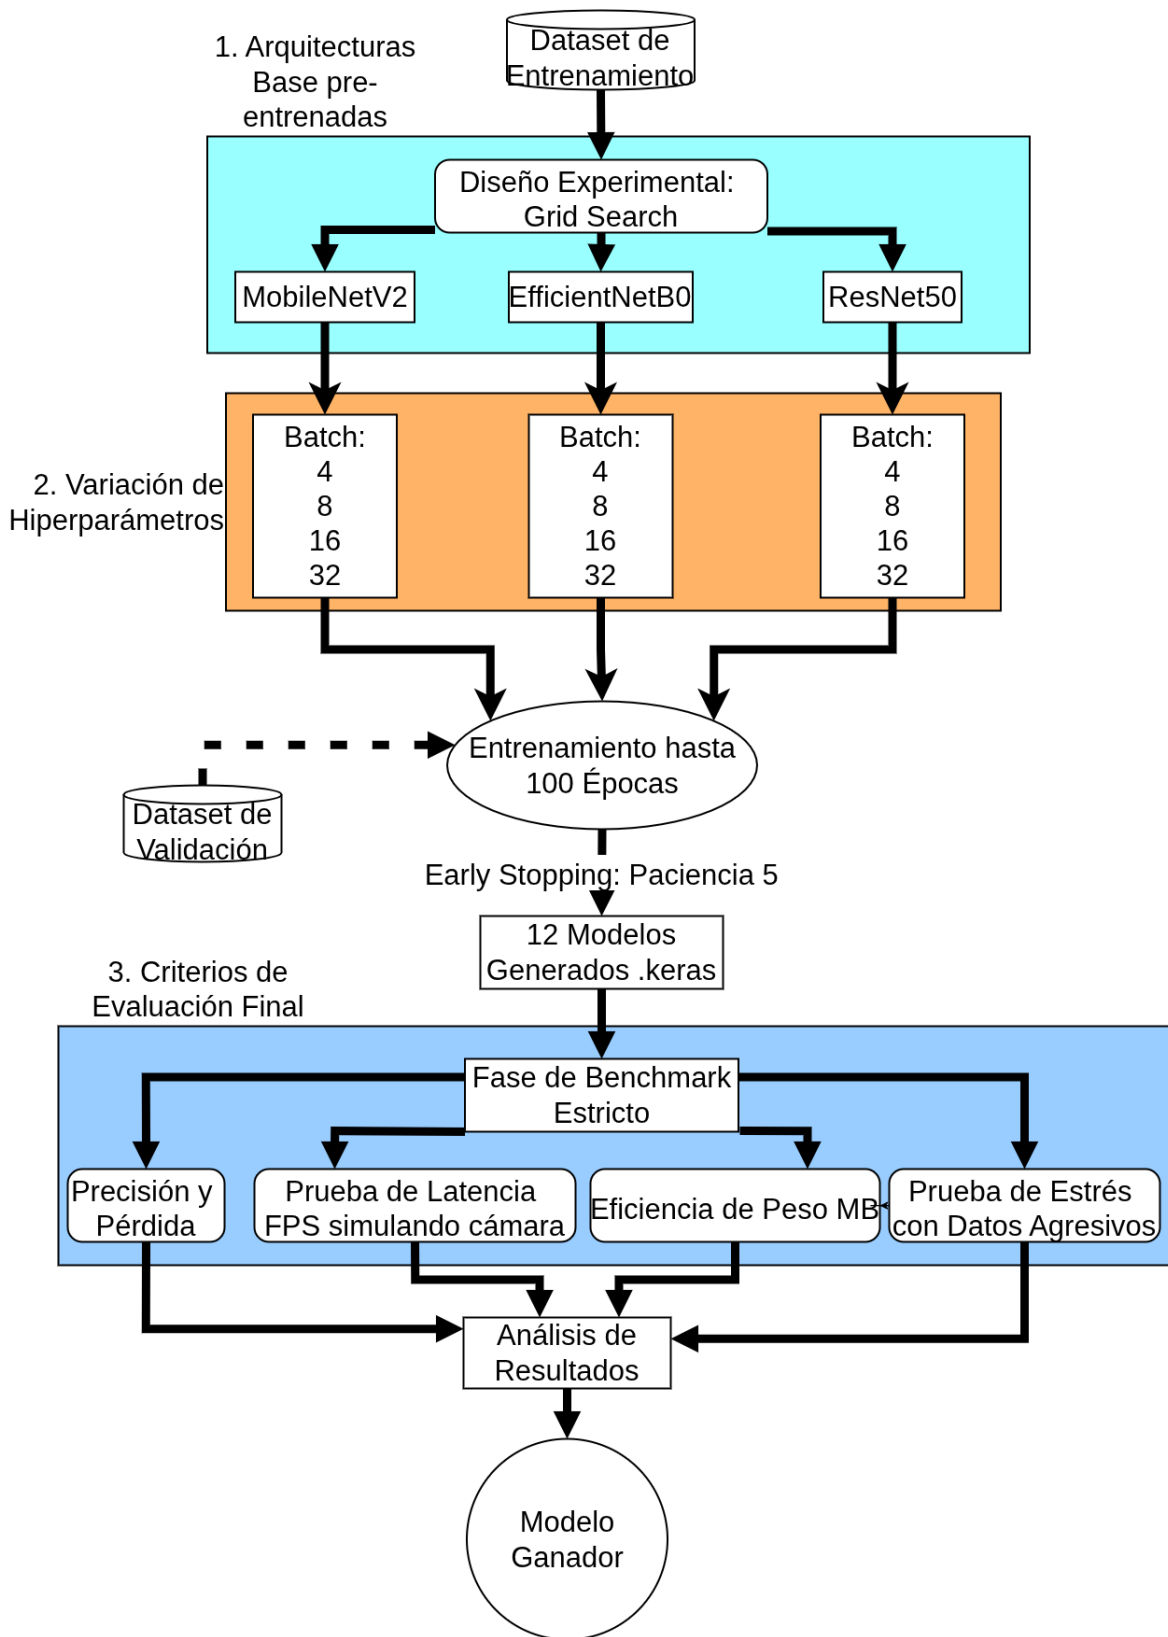 1. Arquitecturas
Base pre-
entrenadas
Dataset de
Entrenamiento
Diseño Experimental:
Grid Search
MobileNetV2
EfficientNetB0
ResNet50
2. Variación de
Hiperparámetros
Batch:
4
8
16
32
Batch:
4
8
16
32
Batch:
4
8
16
32
Entrenamiento hasta
100 Épocas
Dataset de
Validación
Early Stopping: Paciencia 5
12 Modelos
Generados .keras
3. Criterios de
Evaluación Final
Fase de Benchmark
Estricto
Precisión y
Pérdida
Prueba de Latencia
FPS simulando cámara
Eficiencia de Peso MB
Prueba de Estrés
con Datos Agresivos
Análisis de
Resultados
Modelo
Ganador